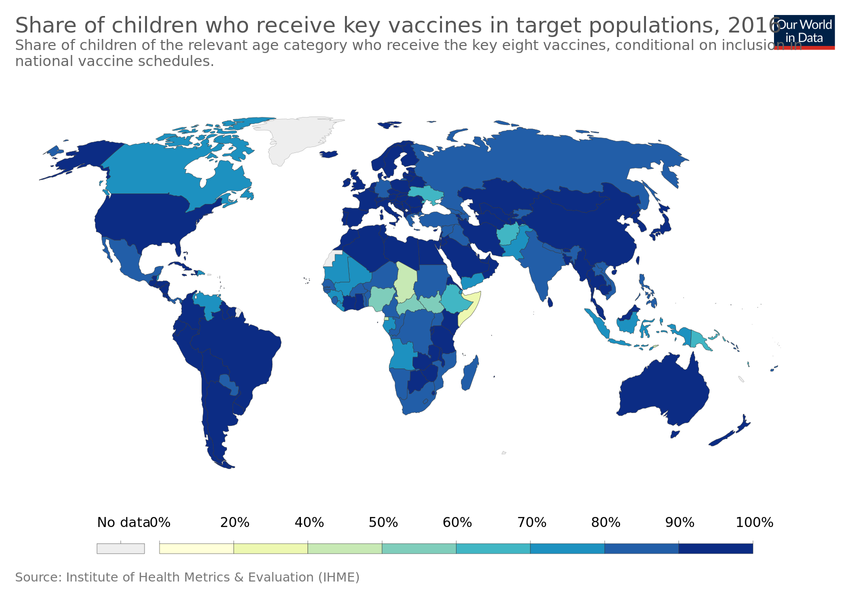 Share of children who receive key vaccines in target populations, 2016
Our World
in Data
Share of children of the relevant age category who receive the key eight vaccines, conditional on inclusion in
national vaccine schedules.
No data 0% 20% 40% 50% 60% 70% 80% 90% 100%
Source: Institute of Health Metrics & Evaluation (IHME)